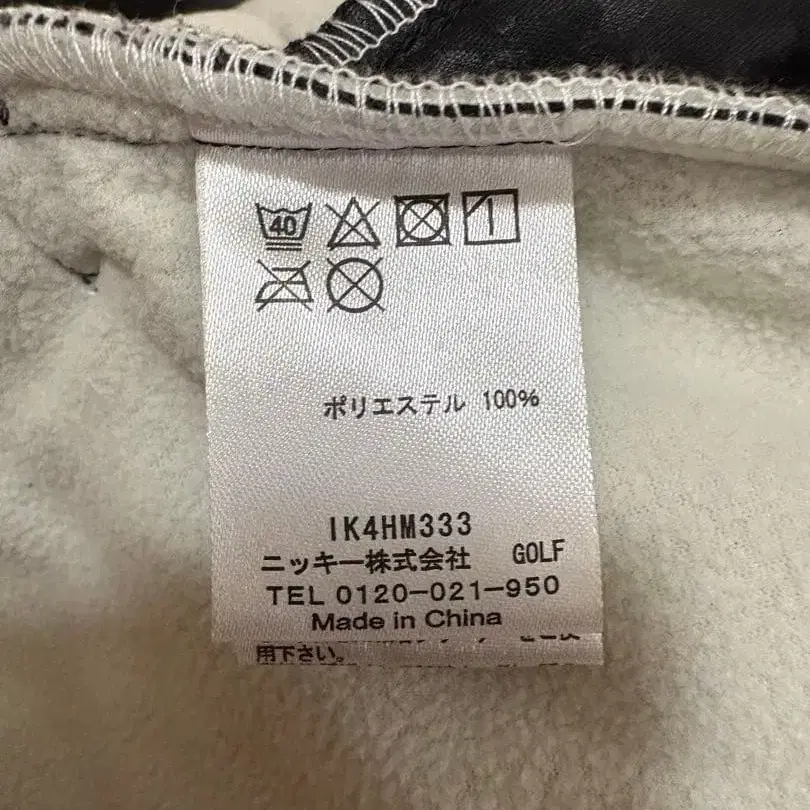 40
ポリエステル 100%
IK4HM333
ニッキー株式会社 GOLF
TEL 0120-021-950
Made in China
用下さい。